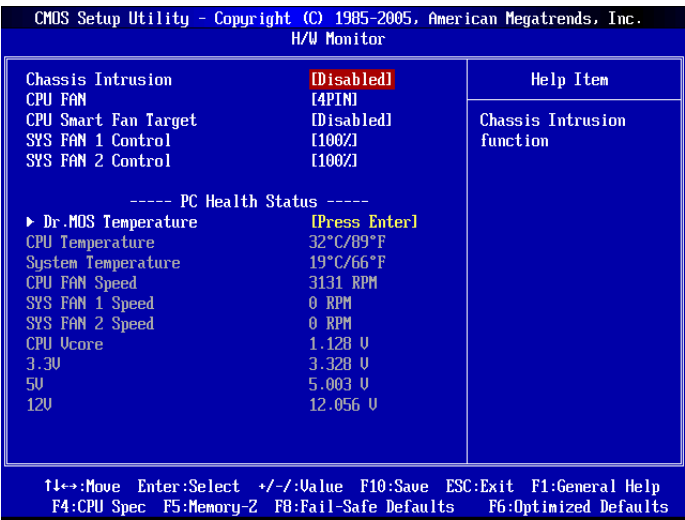 CMOS Setup Utility - Copyright (C) 1985-2005, American Megatrends, Inc.
H/W Monitor
Chassis Intrusion [Disabled]
CPU FAN [4PIN]
CPU Smart Fan Target [Disabled]
SYS FAN 1 Control [100%]
SYS FAN 2 Control [100%]
----- PC Health Status -----
▶ Dr.MOS Temperature [Press Enter]
CPU Temperature 32°C/89°F
System Temperature 19°C/66°F
CPU FAN Speed 3131 RPM
SYS FAN 1 Speed 0 RPM
SYS FAN 2 Speed 0 RPM
CPU Vcore 1.128 V
3.3V 3.328 V
5V 5.003 V
12V 12.056 V
Help Item
Chassis Intrusion
function
↑↓↔:Move Enter:Select +/-/:Value F10:Save ESC:Exit F1:General Help
F4:CPU Spec F5:Memory-Z F8:Fail-Safe Defaults F6:Optimized Defaults